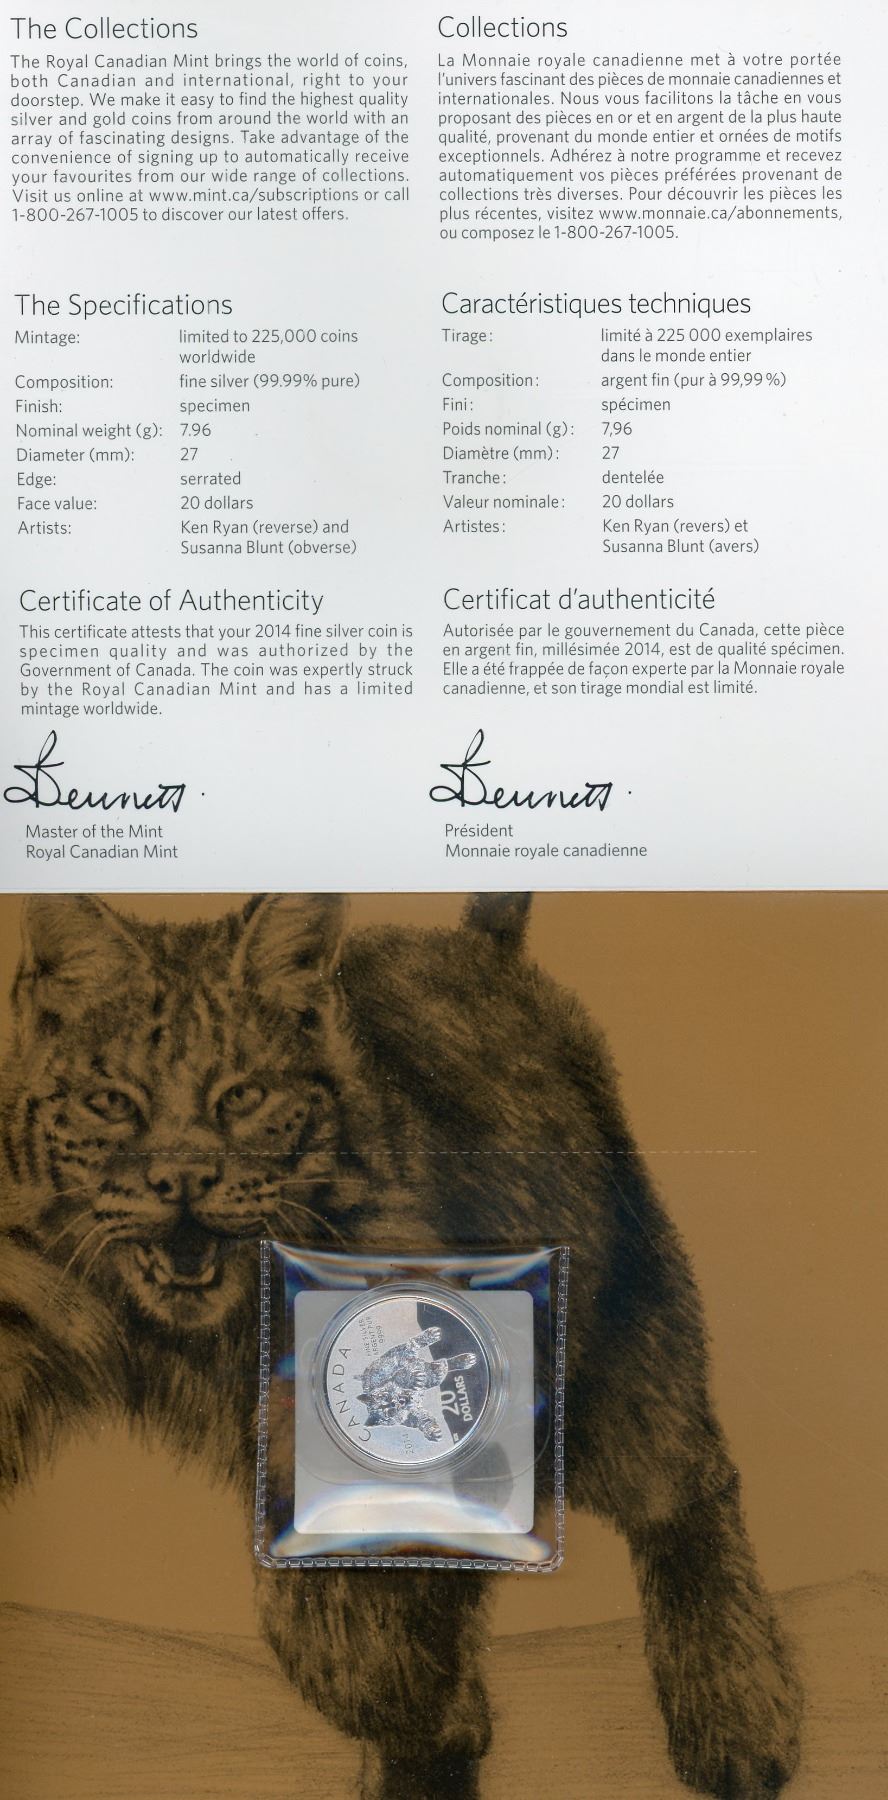 The Collections
The Royal Canadian Mint brings the world of coins,
both Canadian and international, right to your
doorstep. We make it easy to find the highest quality
silver and gold coins from around the world with an
array of fascinating designs. Take advantage of the
convenience of signing up to automatically receive
your favourites from our wide range of collections.
Visit us online at www.mint.ca/subscriptions or call
1-800-267-1005 to discover our latest offers.
Collections
La Monnaie royale canadienne met à votre portée
l'univers fascinant des pièces de monnaie canadiennes et
internationales. Nous vous facilitons la tâche en vous
proposant des pièces en or et en argent de la plus haute
qualité, provenant du monde entier et ornées de motifs
exceptionnels. Adhérez à notre programme et recevez
automatiquement vos pièces préférées provenant de
collections très diverses. Pour découvrir les pièces les
plus récentes, visitez www.monnaie.ca/abonnements,
ou composez le 1-800-267-1005.
The Specifications
Mintage: limited to 225,000 coins
worldwide
Composition: fine silver (99.99% pure)
Finish: specimen
Nominal weight (g): 7.96
Diameter (mm): 27
Edge: serrated
Face value: 20 dollars
Artists: Ken Ryan (reverse) and
Susanna Blunt (obverse)
Caractéristiques techniques
Tirage: limité à 225 000 exemplaires
dans le monde entier
Composition: argent fin (pur à 99,99 %)
Fini: spécimen
Poids nominal (g): 7,96
Diamètre (mm): 27
Tranche: dentelée
Valeur nominale: 20 dollars
Artistes: Ken Ryan (revers) et
Susanna Blunt (avers)
Certificate of Authenticity
This certificate attests that your 2014 fine silver coin is
specimen quality and was authorized by the
Government of Canada. The coin was expertly struck
by the Royal Canadian Mint and has a limited
mintage worldwide.
Bennett
Master of the Mint
Royal Canadian Mint
Certificat d'authenticité
Autorisée par le gouvernement du Canada, cette pièce
en argent fin, millésimée 2014, est de qualité spécimen.
Elle a été frappée de façon experte par la Monnaie royale
canadienne, et son tirage mondial est limité.
Bennett
Président
Monnaie royale canadienne
CANADA
FINE SILVER
ARGENT PUR
9999
20
DOLLARS
2014